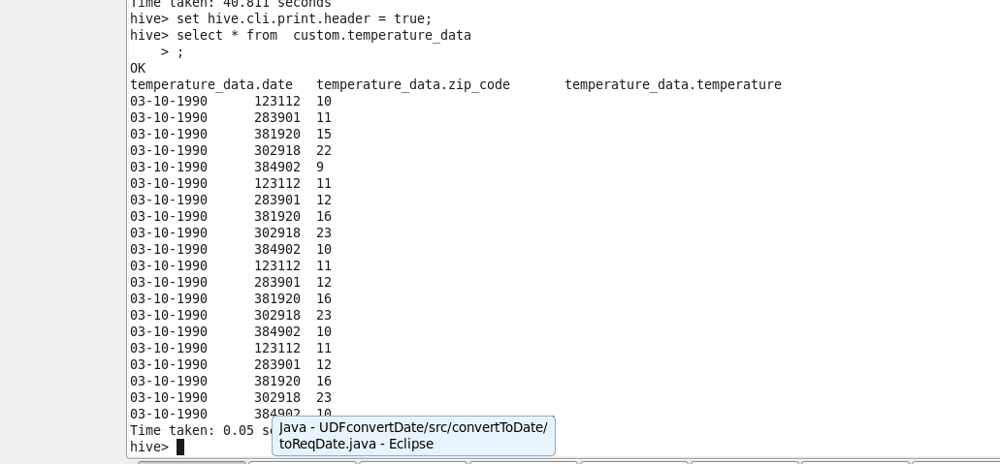 Time taken: 40.811 seconds
hive> set hive.cli.print.header = true;
hive> select * from  custom.temperature_data
    > ;
OK
temperature_data.date   temperature_data.zip_code       temperature_data.temperature
03-10-1990      123112  10
03-10-1990      283901  11
03-10-1990      381920  15
03-10-1990      302918  22
03-10-1990      384902  9
03-10-1990      123112  11
03-10-1990      283901  12
03-10-1990      381920  16
03-10-1990      302918  23
03-10-1990      384902  10
03-10-1990      123112  11
03-10-1990      283901  12
03-10-1990      381920  16
03-10-1990      302918  23
03-10-1990      384902  10
03-10-1990      123112  11
03-10-1990      283901  12
03-10-1990      381920  16
03-10-1990      302918  23
03-10-1990      384902  10
Time taken: 0.05
hive>
Java - UDFconvertDate/src/convertToDate/
toReqDate.java - Eclipse